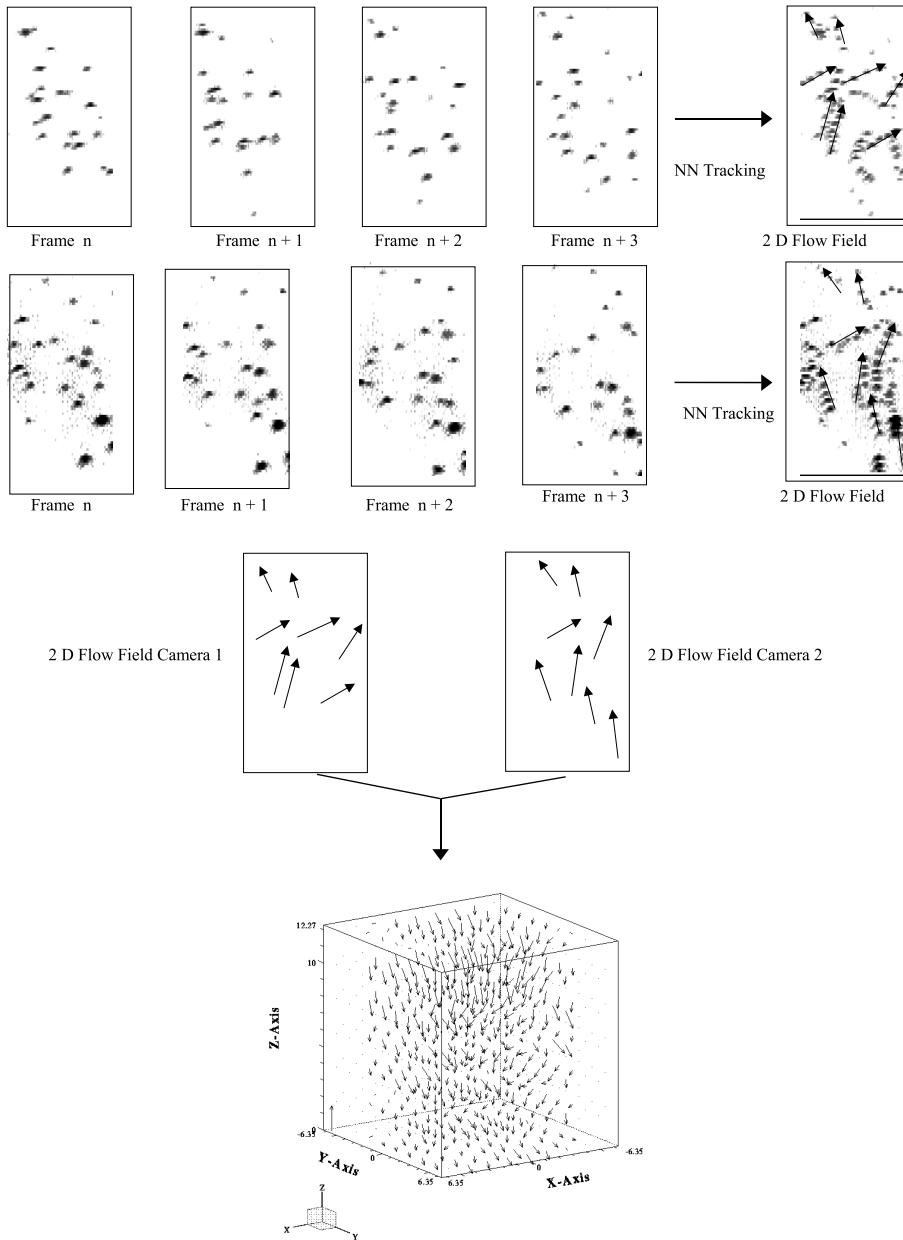 NN Tracking
Frame n
Frame n + 1
Frame n + 2
Frame n + 3
2 D Flow Field
NN Tracking
Frame n
Frame n + 1
Frame n + 2
Frame n + 3
2 D Flow Field
2 D Flow Field Camera 1
2 D Flow Field Camera 2
12.27
10
Z-Axis
0
-6.35
Y-Axis
0
6.35
6.35
X-Axis
0
-6.35
Z
X
Y